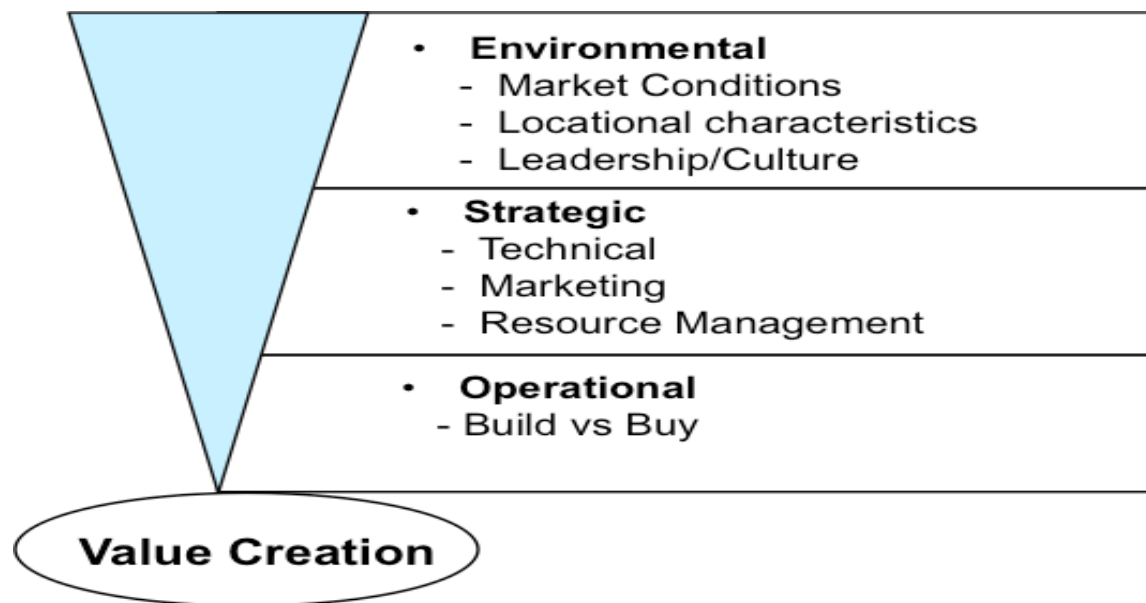 • Environmental
- Market Conditions
- Locational characteristics
- Leadership/Culture
• Strategic
- Technical
- Marketing
- Resource Management
• Operational
- Build vs Buy
Value Creation